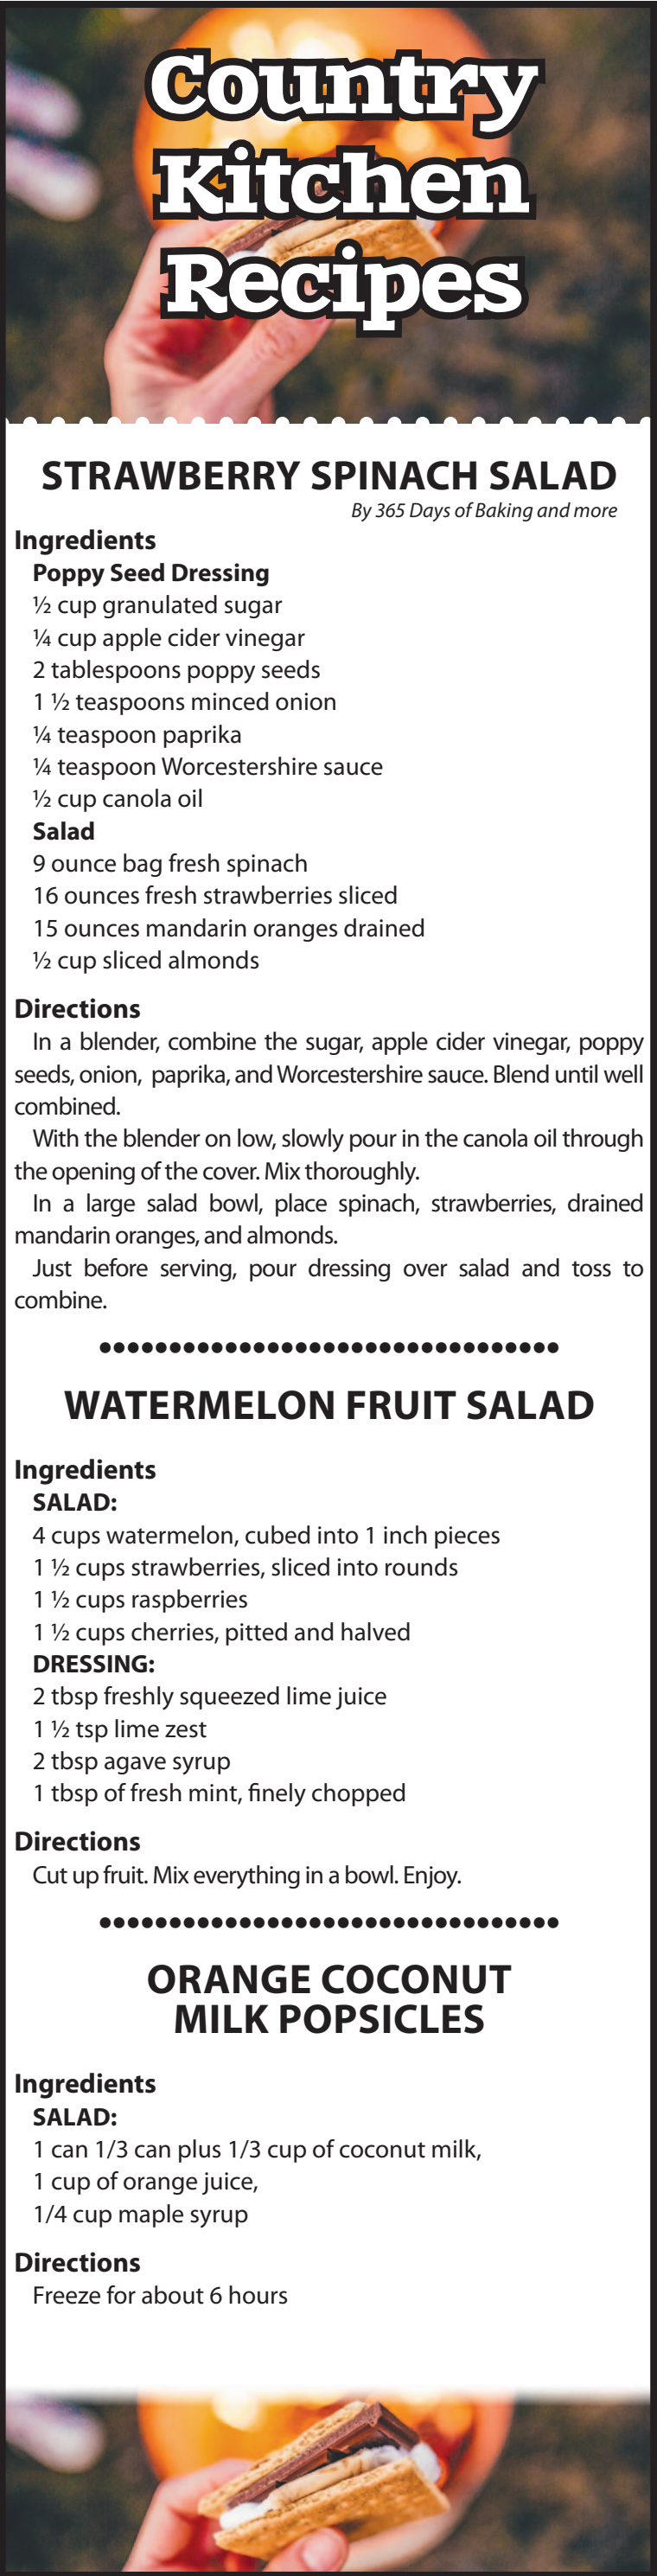 Country
Kitchen
Recipes
STRAWBERRY SPINACH SALAD
By 365 Days of Baking and more
Ingredients
Poppy Seed Dressing
½ cup granulated sugar
¼ cup apple cider vinegar
2 tablespoons poppy seeds
1 ½ teaspoons minced onion
¼ teaspoon paprika
¼ teaspoon Worcestershire sauce
½ cup canola oil
Salad
9 ounce bag fresh spinach
16 ounces fresh strawberries sliced
15 ounces mandarin oranges drained
½ cup sliced almonds
Directions
In a blender, combine the sugar, apple cider vinegar, poppy
seeds, onion, paprika, and Worcestershire sauce. Blend until well
combined.
With the blender on low, slowly pour in the canola oil through
the opening of the cover. Mix thoroughly.
In a large salad bowl, place spinach, strawberries, drained
mandarin oranges, and almonds.
Just before serving, pour dressing over salad and toss to
combine.
WATERMELON FRUIT SALAD
Ingredients
SALAD:
4 cups watermelon, cubed into 1 inch pieces
1 ½ cups strawberries, sliced into rounds
1 ½ cups raspberries
1 ½ cups cherries, pitted and halved
DRESSING:
2 tbsp freshly squeezed lime juice
1 ½ tsp lime zest
2 tbsp agave syrup
1 tbsp of fresh mint, finely chopped
Directions
Cut up fruit. Mix everything in a bowl. Enjoy.
ORANGE COCONUT
MILK POPSICLES
Ingredients
SALAD:
1 can 1/3 can plus 1/3 cup of coconut milk,
1 cup of orange juice,
1/4 cup maple syrup
Directions
Freeze for about 6 hours